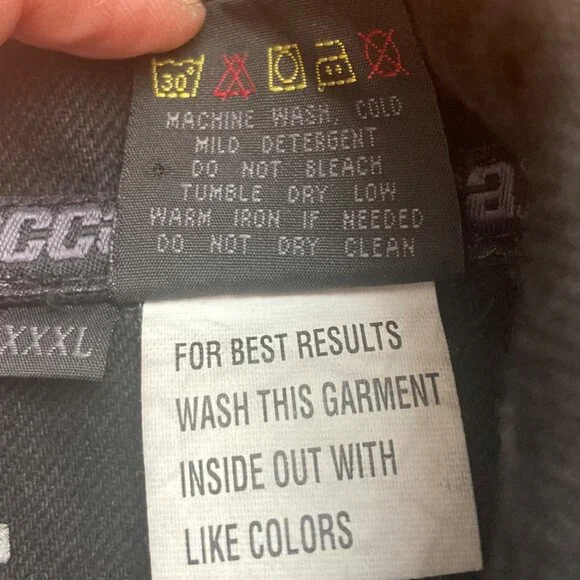 30°
MACHINE WASH, COLD
MILD DETERGENT
DO NOT BLEACH
TUMBLE DRY LOW
WARM IRON IF NEEDED
DO NOT DRY CLEAN
XXXL
FOR BEST RESULTS
WASH THIS GARMENT
INSIDE OUT WITH
LIKE COLORS